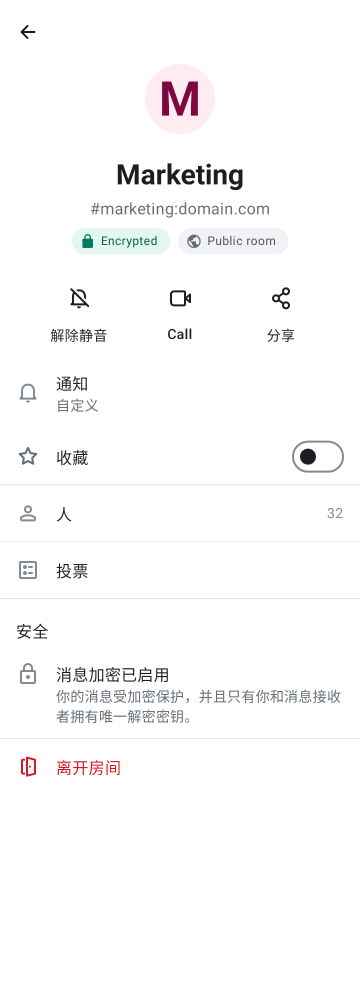 M
Marketing
#marketing:domain.com
Encrypted
Public room
解除静音
Call
分享
通知
自定义
收藏
人
32
投票
安全
消息加密已启用
你的消息受加密保护，并且只有你和消息接收
者拥有唯一解密密钥。
离开房间